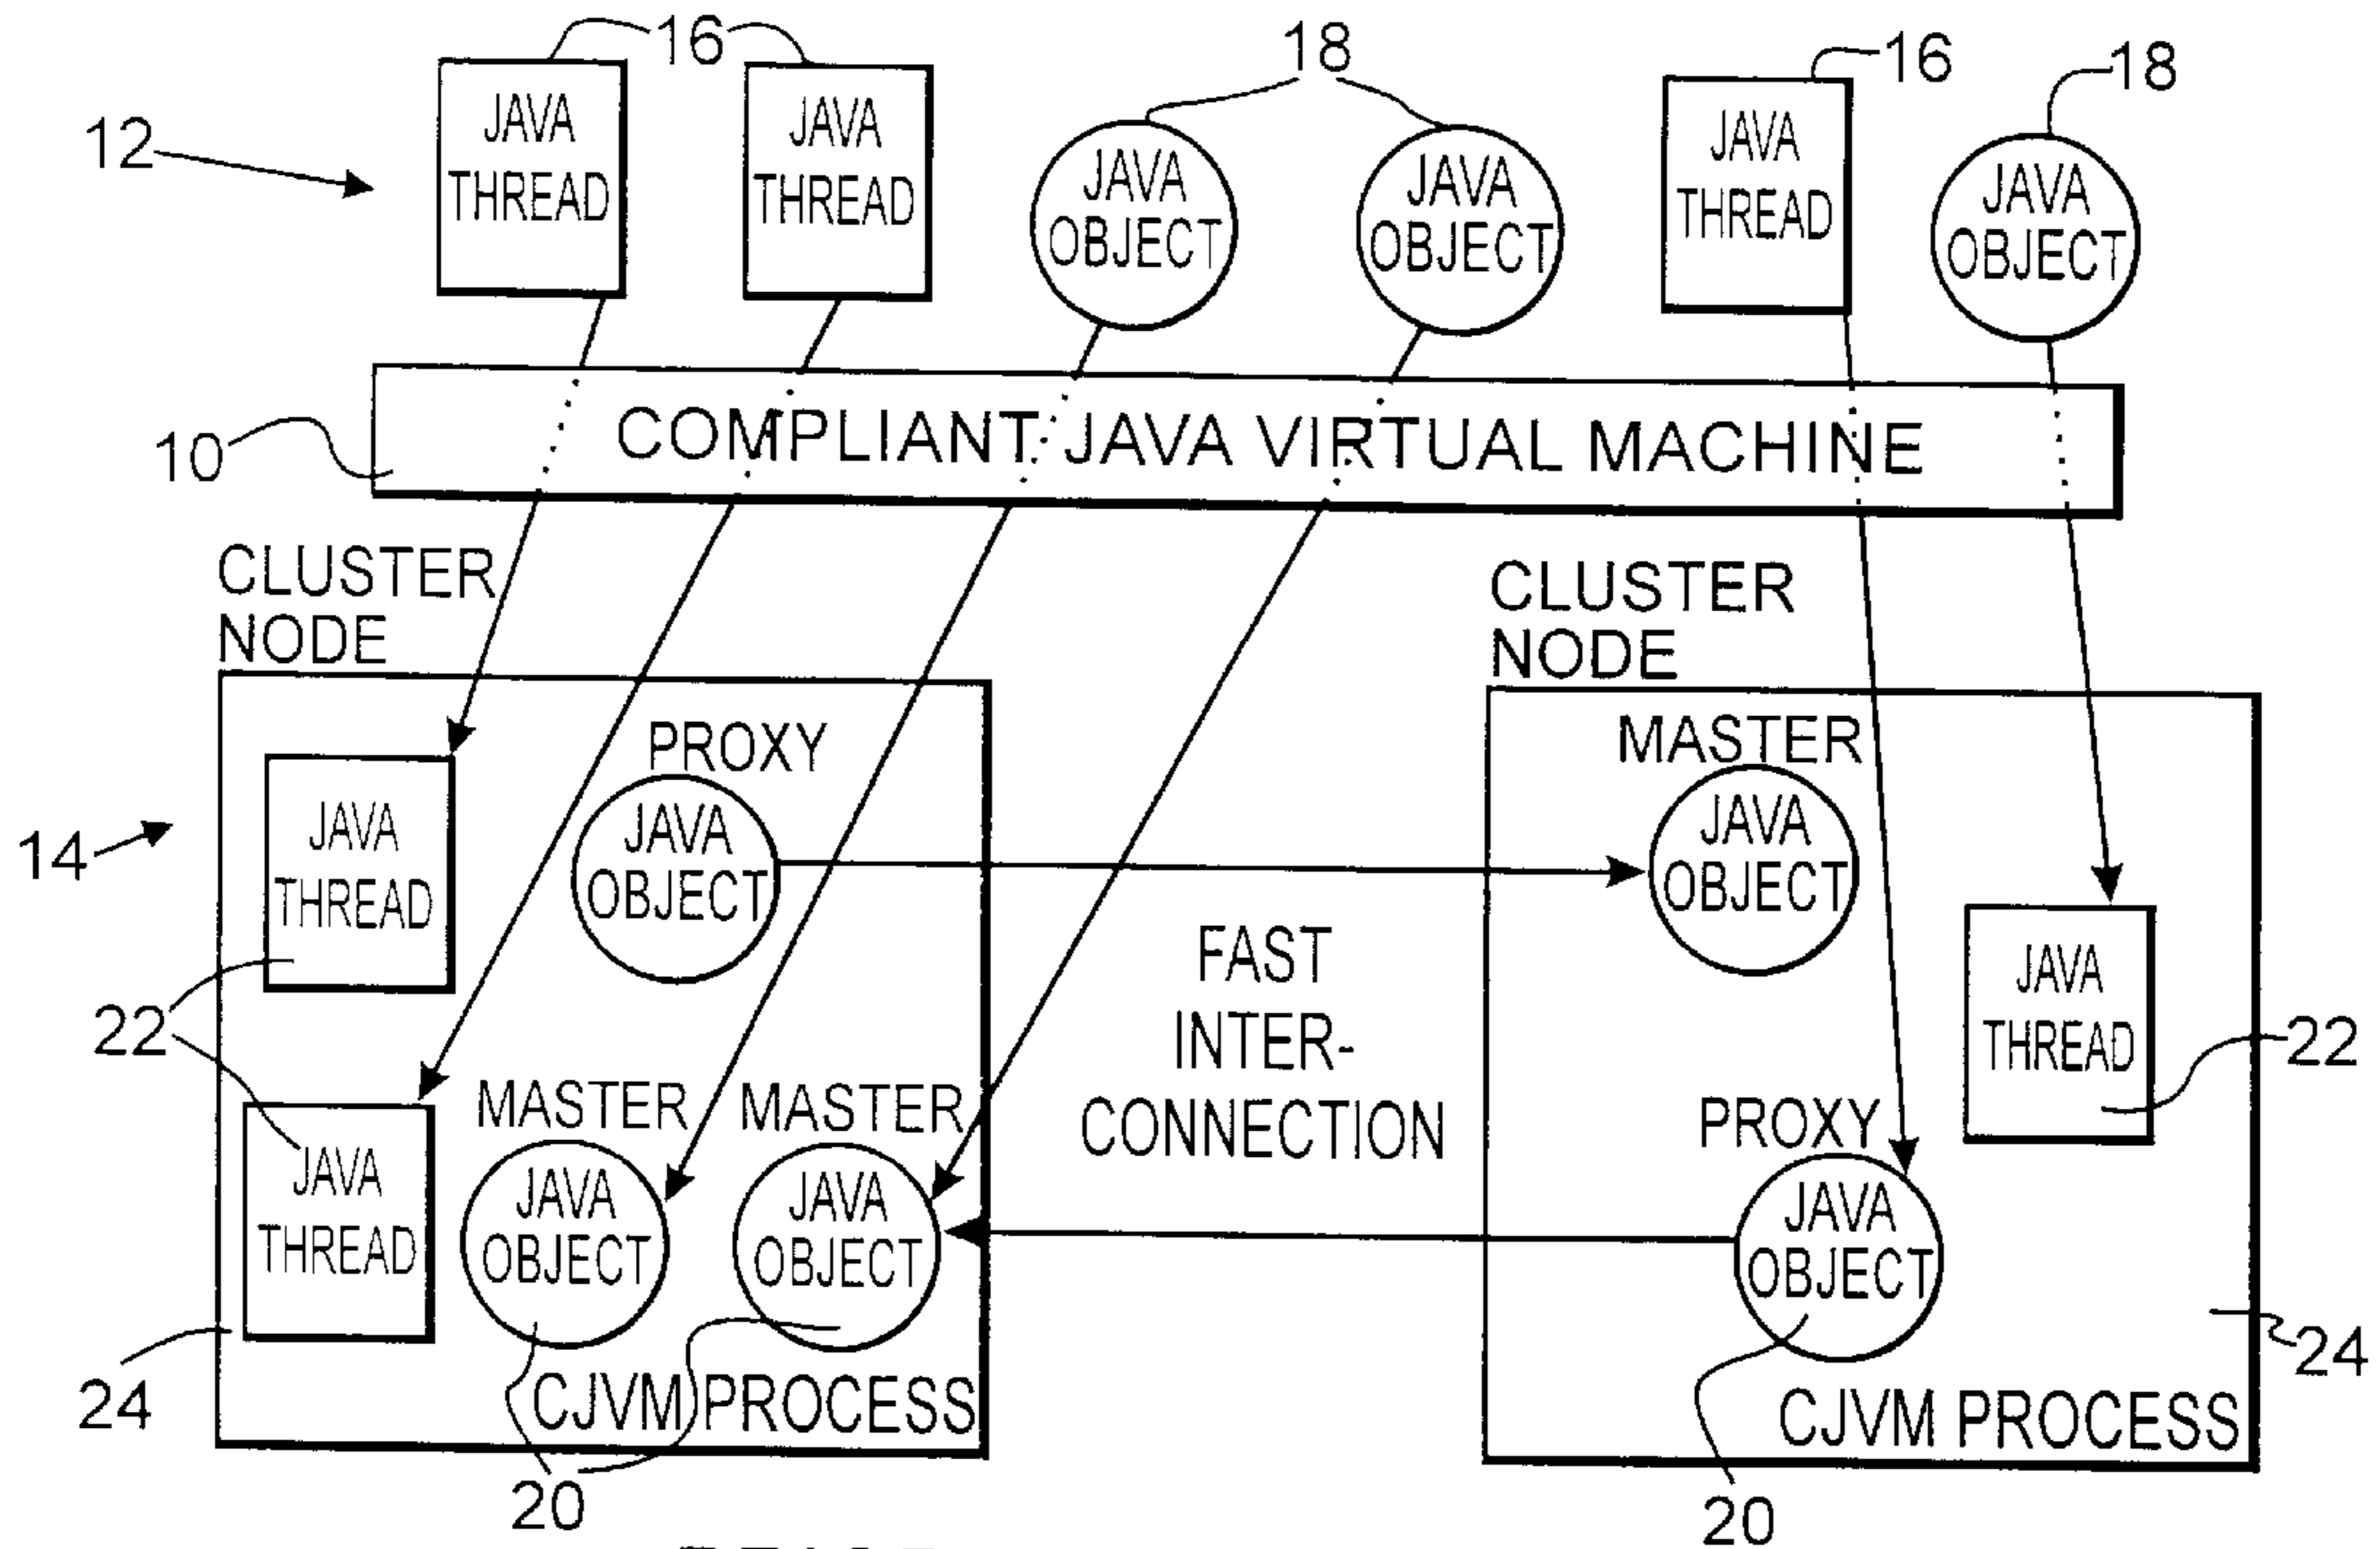 16
18
16
18
12
JAVA
THREAD
JAVA
THREAD
JAVA
OBJECT
JAVA
OBJECT
JAVA
THREAD
JAVA
OBJECT
10
COMPLIANT JAVA VIRTUAL MACHINE
CLUSTER
NODE
CLUSTER
NODE
14
PROXY
JAVA
THREAD
JAVA
OBJECT
22
MASTER
JAVA
OBJECT
JAVA
THREAD
22
FAST
INTER-
CONNECTION
MASTER
MASTER
JAVA
THREAD
JAVA
OBJECT
JAVA
OBJECT
PROXY
JAVA
OBJECT
24
CJVM PROCESS
24
CJVM PROCESS
20
20